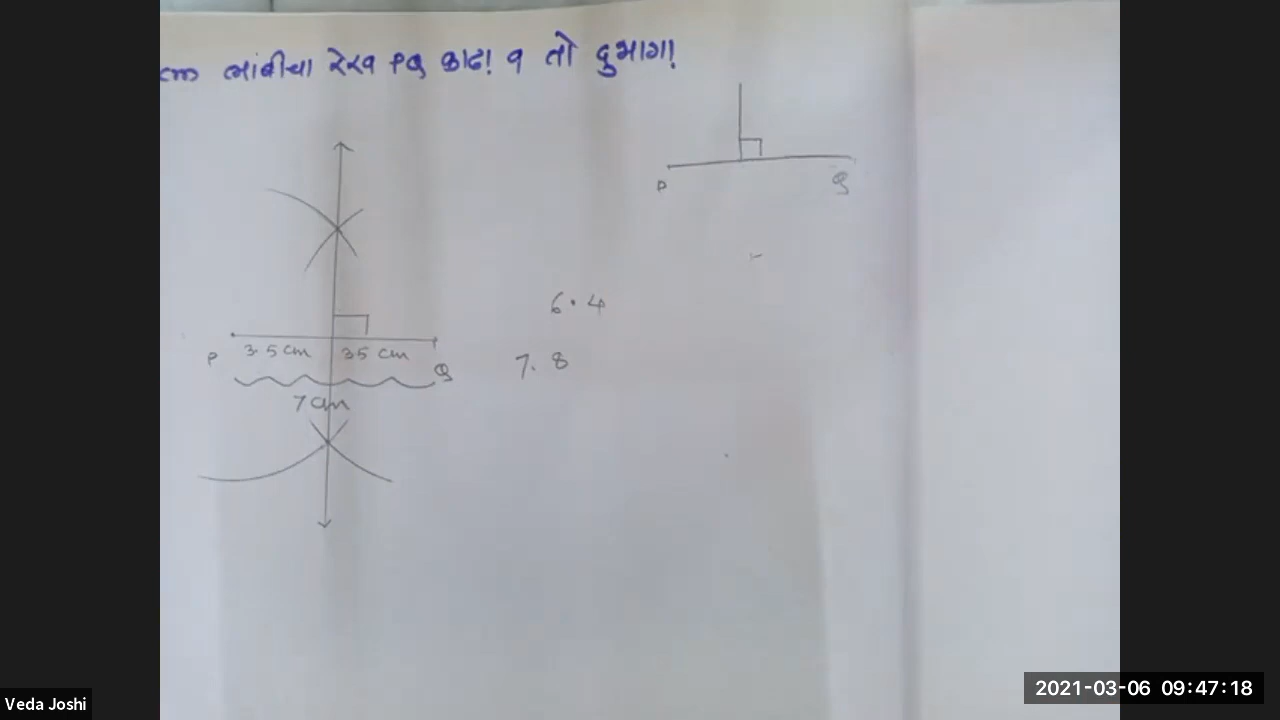 cm लांबीचा रेख PQ काढा! व तो दुभागा!
P Q
6.4
3.5 cm 35 cm
P Q
7.8
7 cm
Veda Joshi
2021-03-06 09:47:18